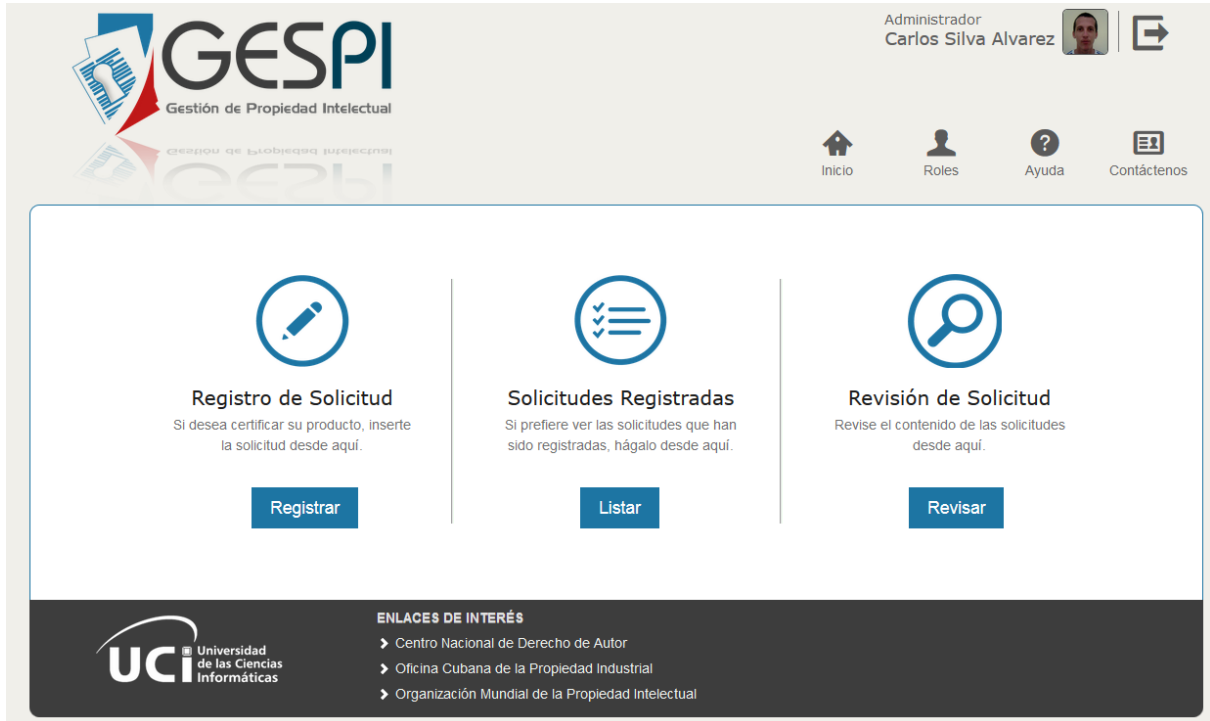 GESPI
Gestión de Propiedad Intelectual
Administrador
Carlos Silva Alvarez
Inicio
Roles
Ayuda
Contáctenos
Registro de Solicitud
Si desea certificar su producto, inserte
la solicitud desde aquí.
Registrar
Solicitudes Registradas
Si prefiere ver las solicitudes que han
sido registradas, hágalo desde aquí.
Listar
Revisión de Solicitud
Revise el contenido de las solicitudes
desde aquí.
Revisar
UCi
Universidad
de las Ciencias
Informáticas
ENLACES DE INTERÉS
Centro Nacional de Derecho de Autor
Oficina Cubana de la Propiedad Industrial
Organización Mundial de la Propiedad Intelectual